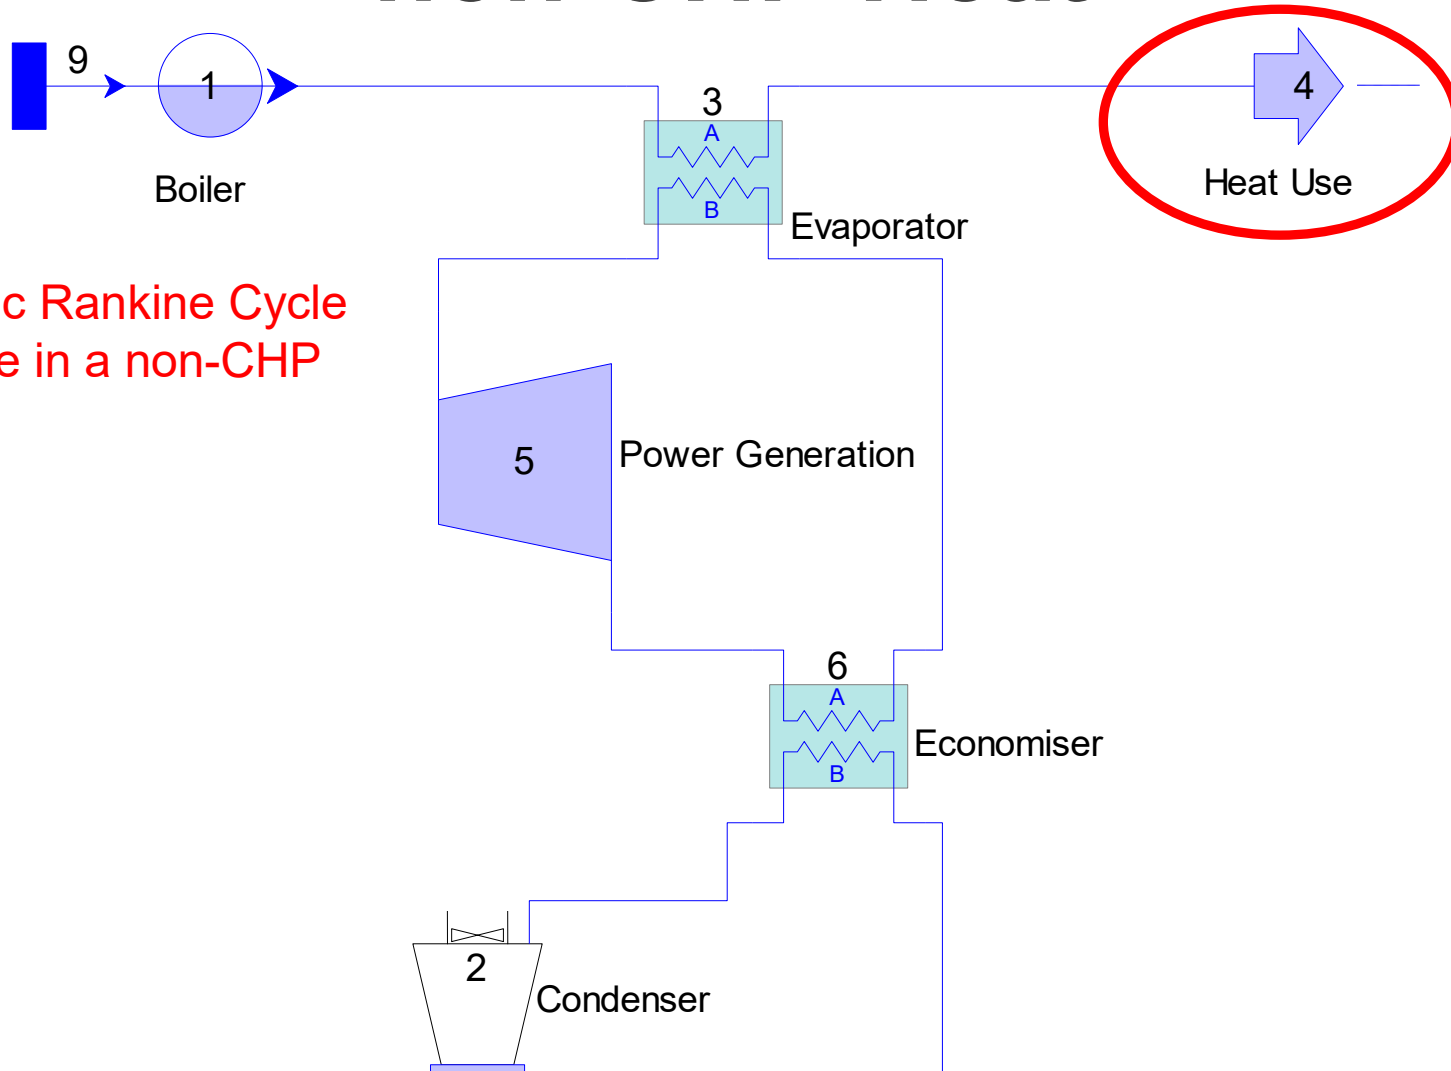 9
1
Boiler
3
A
B
Evaporator
4
Heat Use
c Rankine Cycle
e in a non-CHP
5
Power Generation
6
A
B
Economiser
2
Condenser